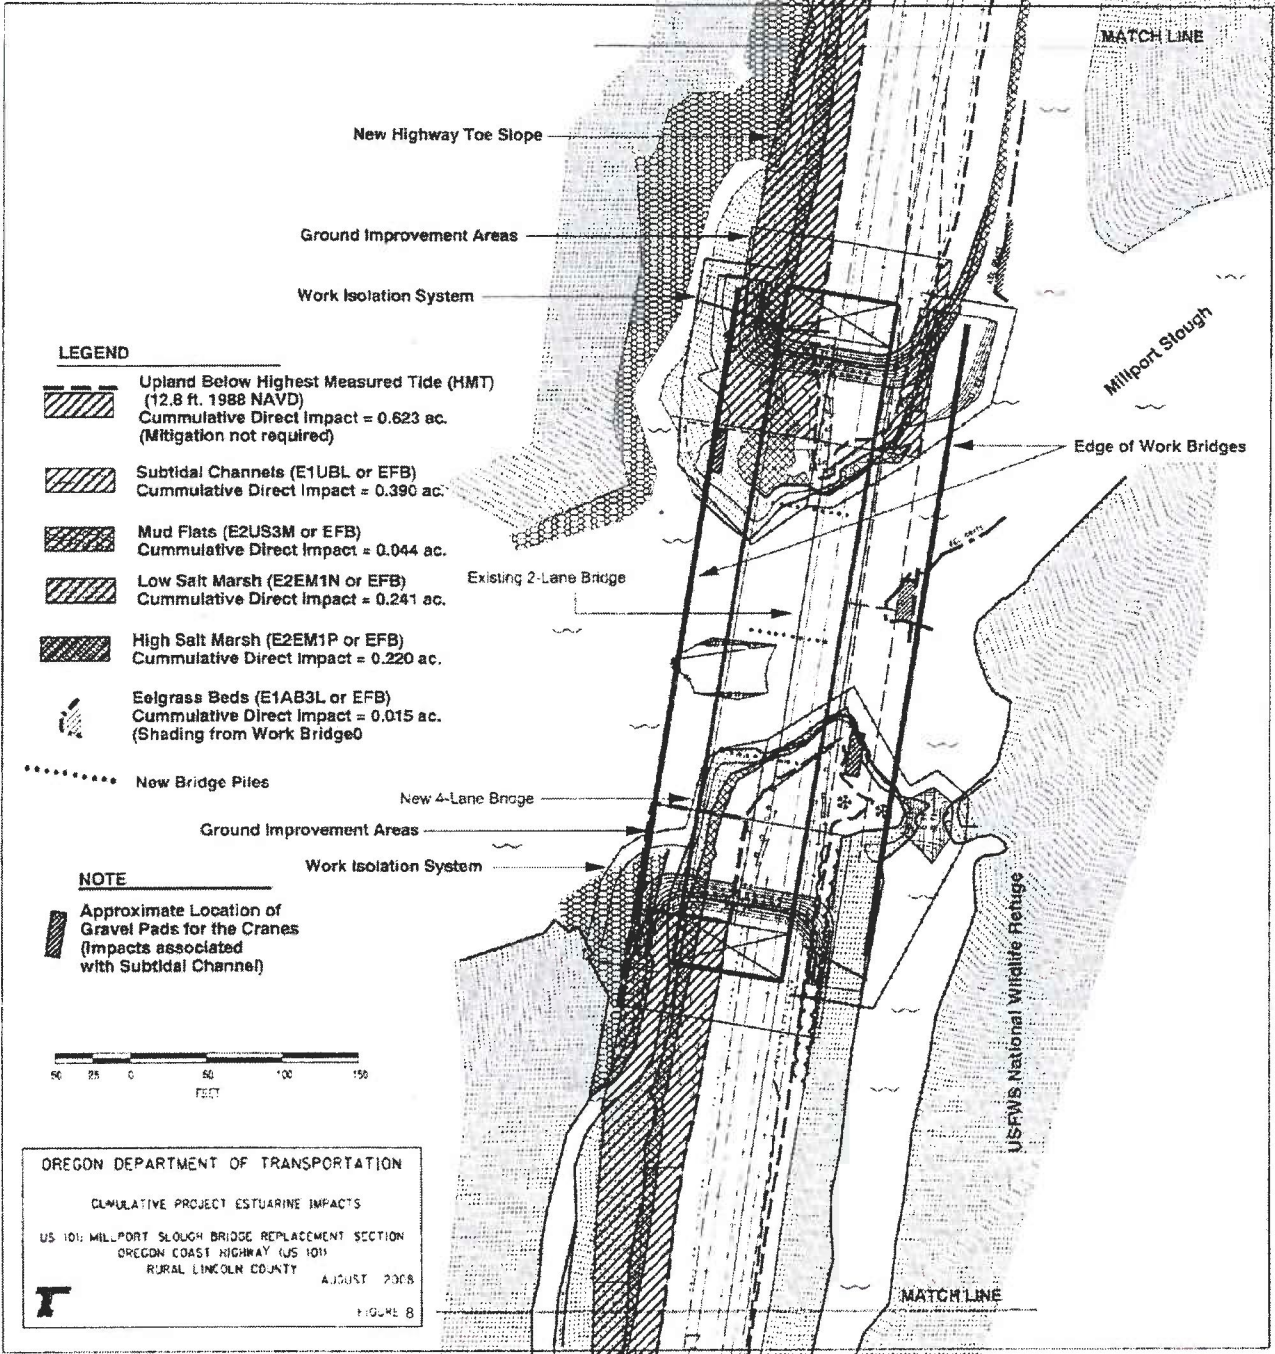 MATCH LINE
New Highway Toe Slope
Ground Improvement Areas
Work Isolation System
Millport Slough
LEGEND
Upland Below Highest Measured Tide (HMT)
(12.8 ft. 1988 NAVD)
Cummulative Direct Impact = 0.623 ac.
(Mitigation not required)
Edge of Work Bridges
Subtidal Channels (E1UBL or EFB)
Cummulative Direct Impact = 0.390 ac.
Mud Flats (E2US3M or EFB)
Cummulative Direct Impact = 0.044 ac.
Low Salt Marsh (E2EM1N or EFB)
Cummulative Direct Impact = 0.241 ac.
Existing 2-Lane Bridge
High Salt Marsh (E2EM1P or EFB)
Cummulative Direct Impact = 0.220 ac.
Eelgrass Beds (E1AB3L or EFB)
Cummulative Direct Impact = 0.015 ac.
(Shading from Work Bridge0
New Bridge Piles
New 4-Lane Bridge
Ground Improvement Areas
Work Isolation System
NOTE
Approximate Location of
Gravel Pads for the Cranes
(Impacts associated
with Subtidal Channel)
USFWS National Wildlife Refuge
50 25 0 50 100 150
FEET
OREGON DEPARTMENT OF TRANSPORTATION
CUMULATIVE PROJECT ESTUARINE IMPACTS
US 101: MILLPORT SLOUGH BRIDGE REPLACEMENT SECTION
OREGON COAST HIGHWAY (US 101)
RURAL LINCOLN COUNTY
AUGUST 2008
FIGURE 8
MATCH LINE